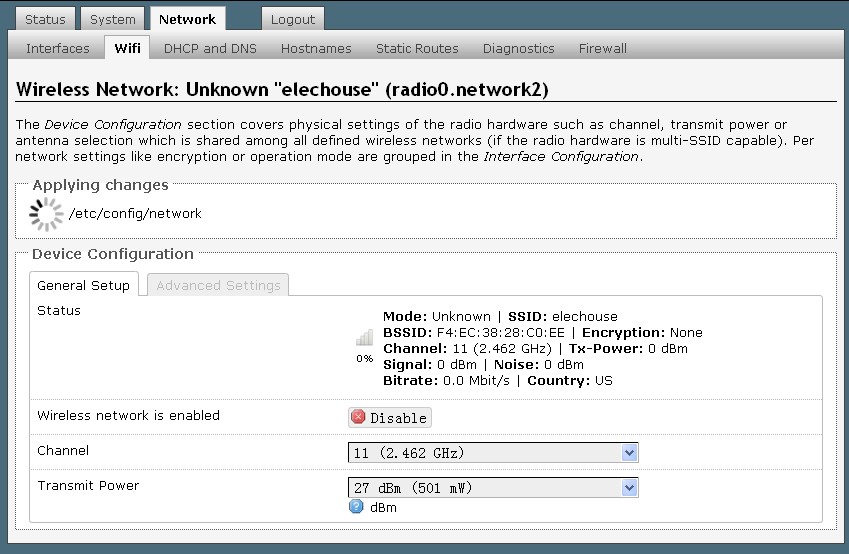 Status System Network Logout
Interfaces Wifi DHCP and DNS Hostnames Static Routes Diagnostics Firewall
Wireless Network: Unknown "elechouse" (radio0.network2)
The Device Configuration section covers physical settings of the radio hardware such as channel, transmit power or
antenna selection which is shared among all defined wireless networks (if the radio hardware is multi-SSID capable). Per
network settings like encryption or operation mode are grouped in the Interface Configuration.
Applying changes
/etc/config/network
Device Configuration
General Setup Advanced Settings
Status
0%
Mode: Unknown | SSID: elechouse
BSSID: F4:EC:38:28:C0:EE | Encryption: None
Channel: 11 (2.462 GHz) | Tx-Power: 0 dBm
Signal: 0 dBm | Noise: 0 dBm
Bitrate: 0.0 Mbit/s | Country: US
Wireless network is enabled Disable
Channel 11 (2.462 GHz)
Transmit Power 27 dBm (501 mW)
dBm